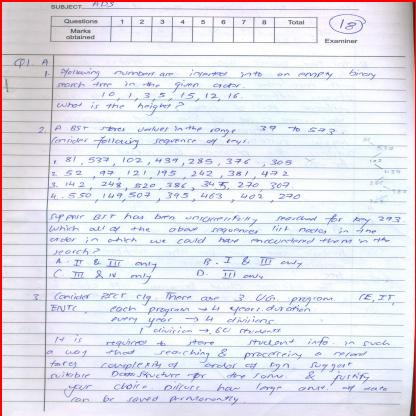 SUBJECT ADS
Questions 1 2 3 4 5 6 7 8 Total
Marks obtained
18
Examiner
Q1. A
1. Following numbers are inserted into an empty binary
search tree in the given order.
10, 1, 3, 5, 15, 12, 16.
What is the height?
2. A BST stores values in the range 37 to 573.
Consider following sequence of keys.
1. 81, 537, 102, 439, 285, 376, 305
2. 52, 97, 121, 195, 242, 381, 472
3. 142, 248, 520, 386, 345, 270, 307
4. 550, 149, 507, 395, 463, 402, 270
Suppose BST has been unsuccessfully searched for key 273
which all of the above sequences list nodes in the
order in which we could have encountered them in the
search?
A. II & III only B. I & III only
C. III & IV only D. III only
3. Consider clg. There are 3 UG. program. CE, IT,
ENTC, each program → 4 years. duration
every year → 4 divisions
division → 60 students
It is required to store student info. in such
a way that searching & processing a record
takes complexity of order of logn suggest
suitable Data structure for the same & justify
your choice. have large amt. of data
can be saved permanently.